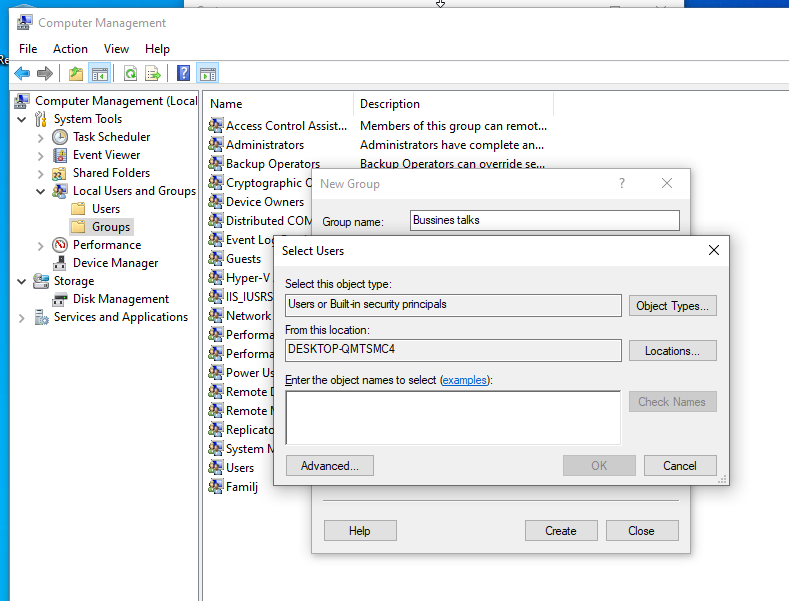 Computer Management
File Action View Help
Computer Management (Local
System Tools
Task Scheduler
Event Viewer
Shared Folders
Local Users and Groups
Users
Groups
Performance
Device Manager
Storage
Disk Management
Services and Applications
Name Description
Access Control Assist... Members of this group can remot...
Administrators Administrators have complete an...
Backup Operators Backup Operators can override se...
Cryptographic O
Device Owners
Distributed COM
Event Log
Guests
Hyper-V
IIS_IUSRS
Network
Performa
Performa
Power Us
Remote D
Remote M
Replicato
System M
Users
Familj
New Group
?
Group name: Bussines talks
Select Users
Select this object type:
Users or Built-in security principals Object Types...
From this location:
DESKTOP-QMTSMC4 Locations...
Enter the object names to select (examples):
Check Names
Advanced... OK Cancel
Help Create Close